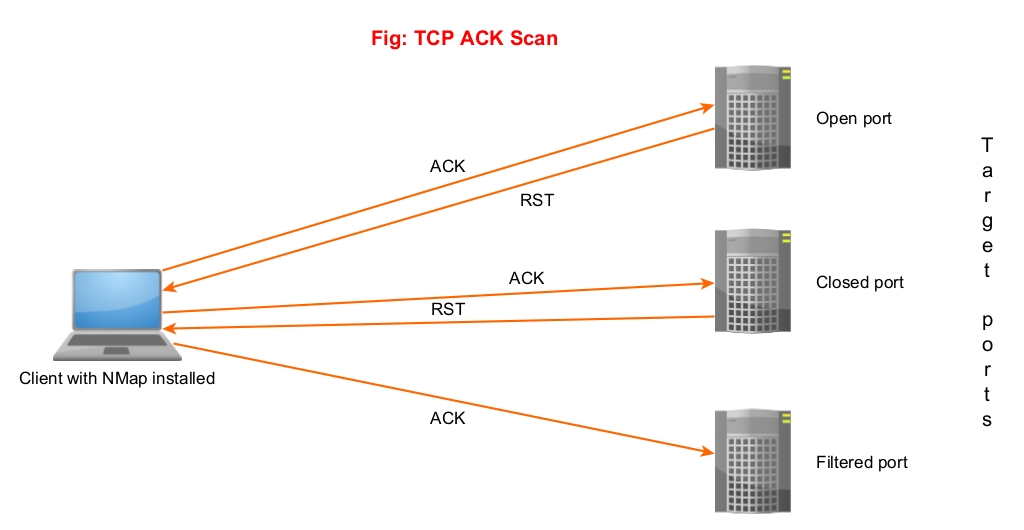 Fig: TCP ACK Scan
Open port
ACK
RST
ACK
Closed port
RST
Client with NMap installed
ACK
Filtered port
Target ports